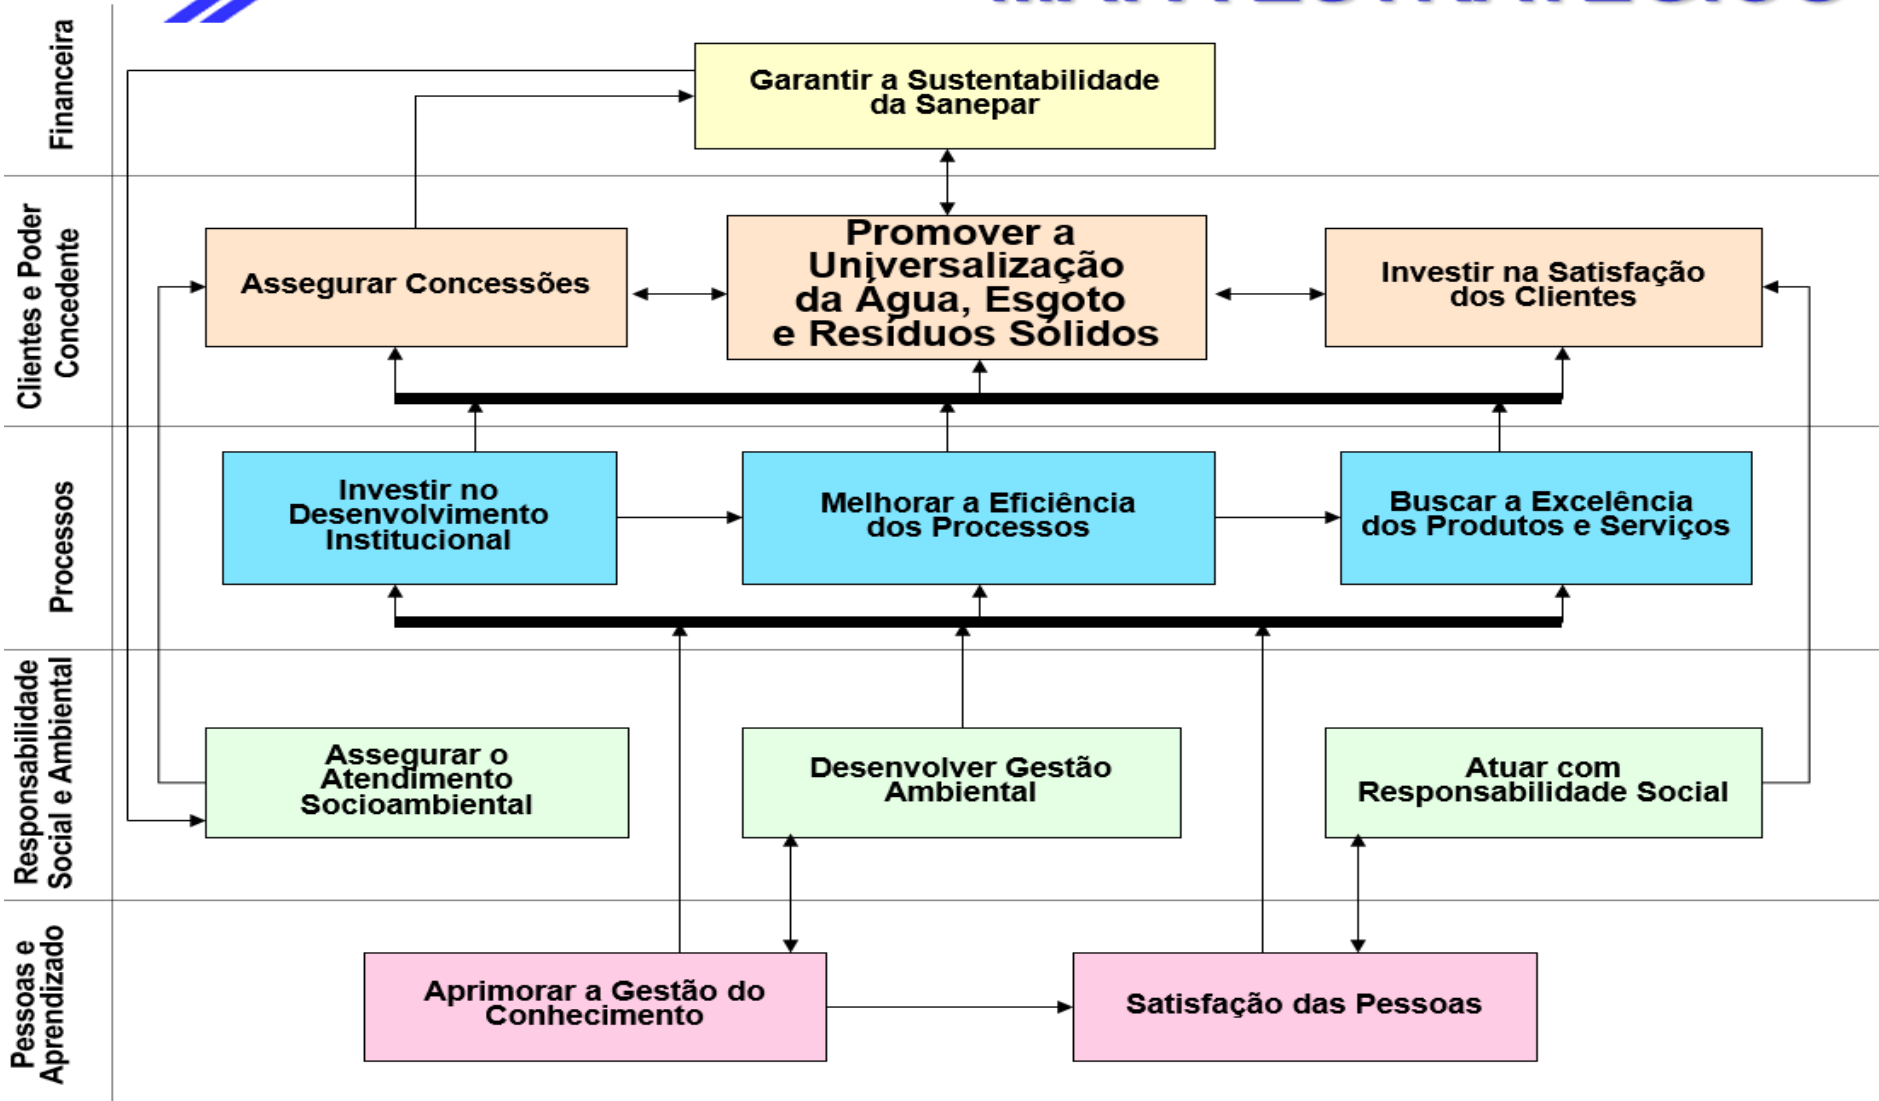 MAPA ESTRATÉGICO
Financeira
Garantir a Sustentabilidade
da Sanepar
Clientes e Poder
Concedente
Assegurar Concessões
Promover a
Universalização
da Água, Esgoto
e Resíduos Sólidos
Investir na Satisfação
dos Clientes
Processos
Investir no
Desenvolvimento
Institucional
Melhorar a Eficiência
dos Processos
Buscar a Excelência
dos Produtos e Serviços
Responsabilidade
Social e Ambiental
Assegurar o
Atendimento
Socioambiental
Desenvolver Gestão
Ambiental
Atuar com
Responsabilidade Social
Pessoas e
Aprendizado
Aprimorar a Gestão do
Conhecimento
Satisfação das Pessoas